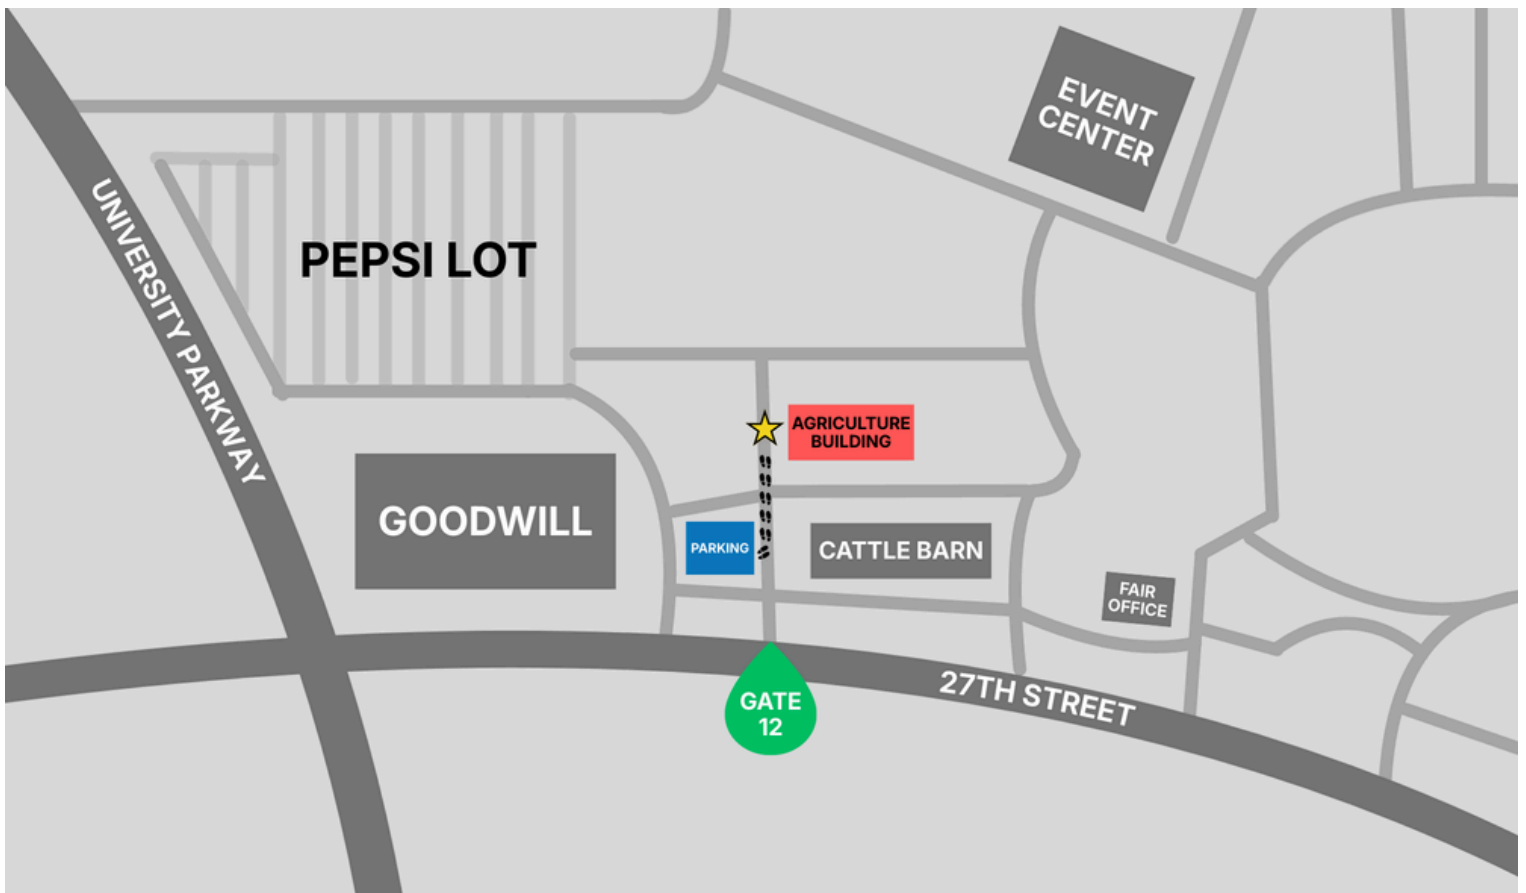 EVENT
CENTER
UNIVERSITY PARKWAY
PEPSI LOT
AGRICULTURE
BUILDING
GOODWILL
PARKING
CATTLE BARN
FAIR
OFFICE
27TH STREET
GATE
12